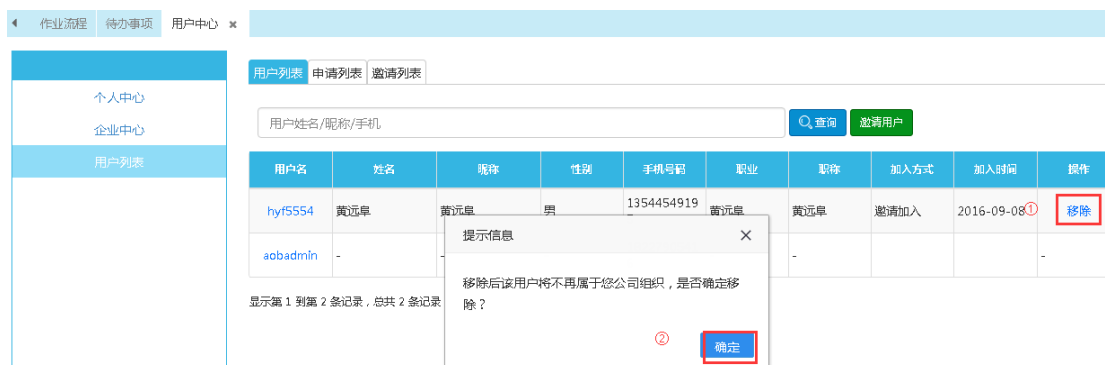 作业流程 待办事项 用户中心 ×
用户列表 申请列表 邀请列表
个人中心
企业中心
用户列表
用户姓名/昵称/手机 查询 邀请用户
用户名 姓名 昵称 性别 手机号码 职业 职称 加入方式 加入时间 操作
hyf5554 黄远阜 黄远阜 男 1354454919 黄远阜 黄远阜 邀请加入 2016-09-08 ① 移除
aobadmin - - - -
提示信息 ×
移除后该用户将不再属于您公司组织，是否确定移
除？
② 确定
显示第 1 到第 2 条记录，总共 2 条记录